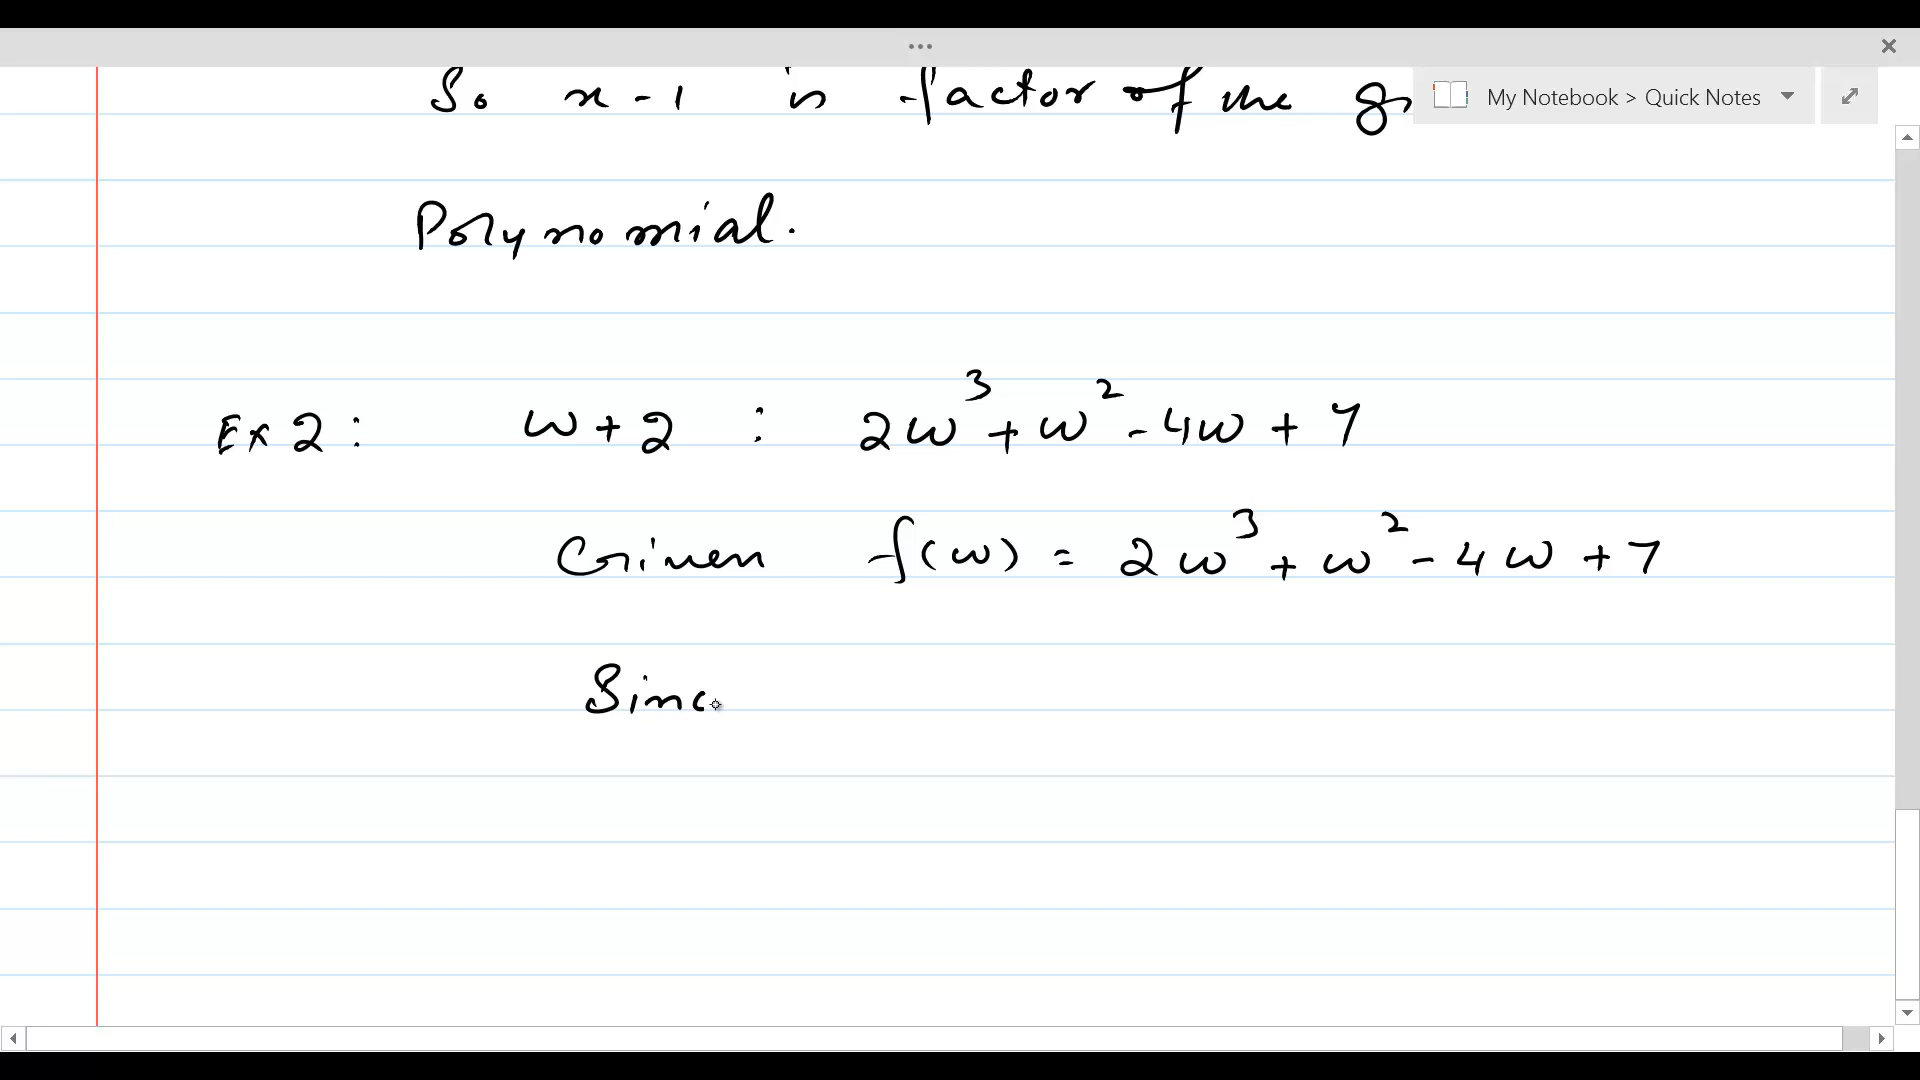 ...
My Notebook > Quick Notes
So x - 1 is factor of the
Polynomial.
Ex 2 : w + 2 : 2w³ + w² - 4w + 7
Given f(w) = 2w³ + w² - 4w + 7
Sinc